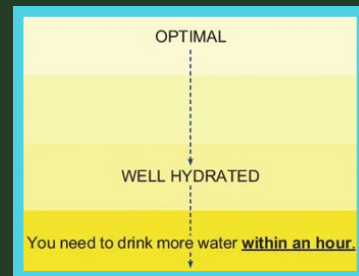 OPTIMAL
WELL HYDRATED
You need to drink more water within an hour.